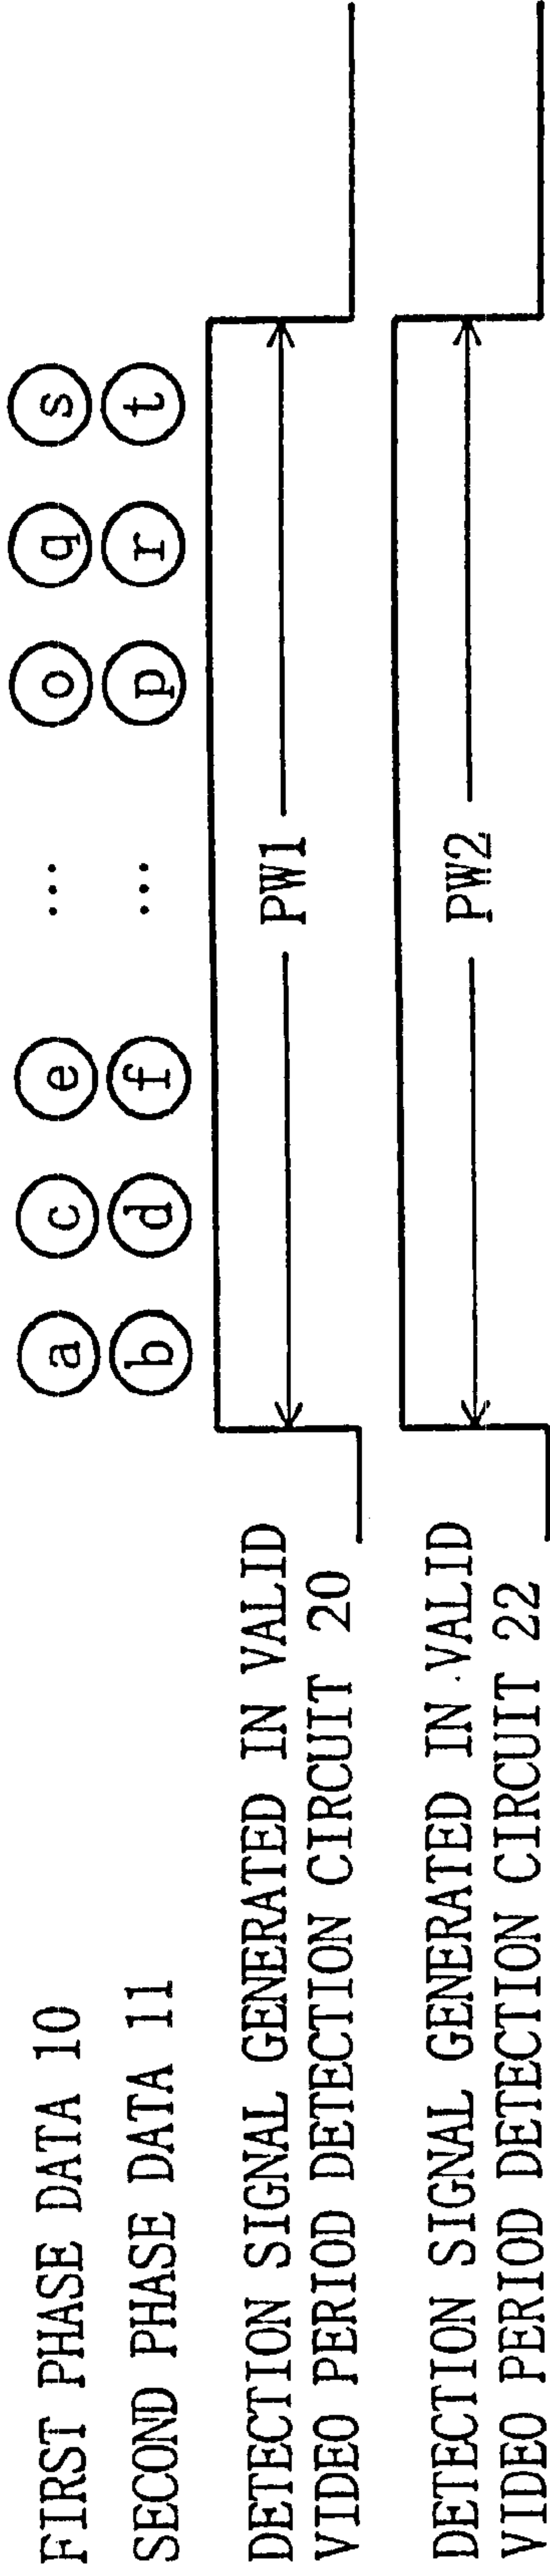 FIRST PHASE DATA 10 a c e ... o q s
SECOND PHASE DATA 11 b d f ... p r t
DETECTION SIGNAL GENERATED IN VALID
VIDEO PERIOD DETECTION CIRCUIT 20
PW1
DETECTION SIGNAL GENERATED IN VALID
VIDEO PERIOD DETECTION CIRCUIT 22
PW2